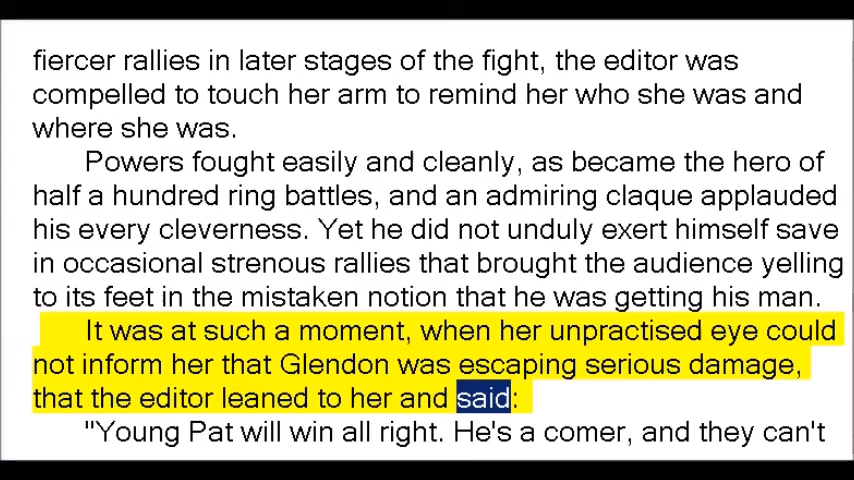 fiercer rallies in later stages of the fight, the editor was
compelled to touch her arm to remind her who she was and
where she was.
Powers fought easily and cleanly, as became the hero of
half a hundred ring battles, and an admiring claque applauded
his every cleverness. Yet he did not unduly exert himself save
in occasional strenous rallies that brought the audience yelling
to its feet in the mistaken notion that he was getting his man.
It was at such a moment, when her unpractised eye could
not inform her that Glendon was escaping serious damage,
that the editor leaned to her and said:
"Young Pat will win all right. He's a comer, and they can't